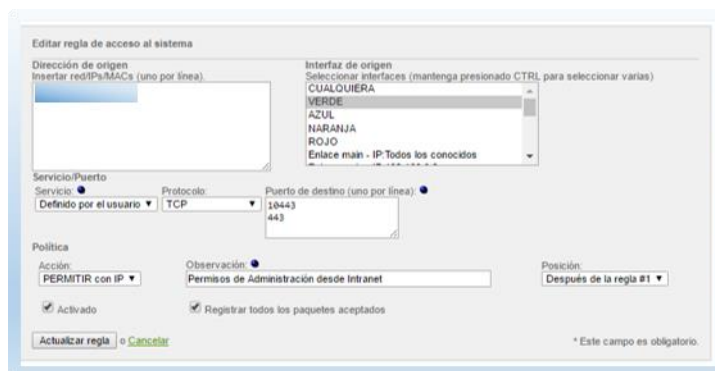 Editar regla de acceso al sistema
Dirección de origen
Insertar red/IPs/MACs (uno por línea).
Interfaz de origen
Seleccionar interfaces (mantenga presionado CTRL para seleccionar varias)
CUALQUIERA
VERDE
AZUL
NARANJA
ROJO
Enlace main - IP:Todos los conocidos
Servicio/Puerto
Servicio: Protocolo: Puerto de destino (uno por línea):
Definido por el usuario TCP 10443
443
Política
Acción: Observación: Posición:
PERMITIR con IP Permisos de Administración desde Intranet Después de la regla #1
Activado Registrar todos los paquetes aceptados
Actualizar regla o Cancelar * Este campo es obligatorio.